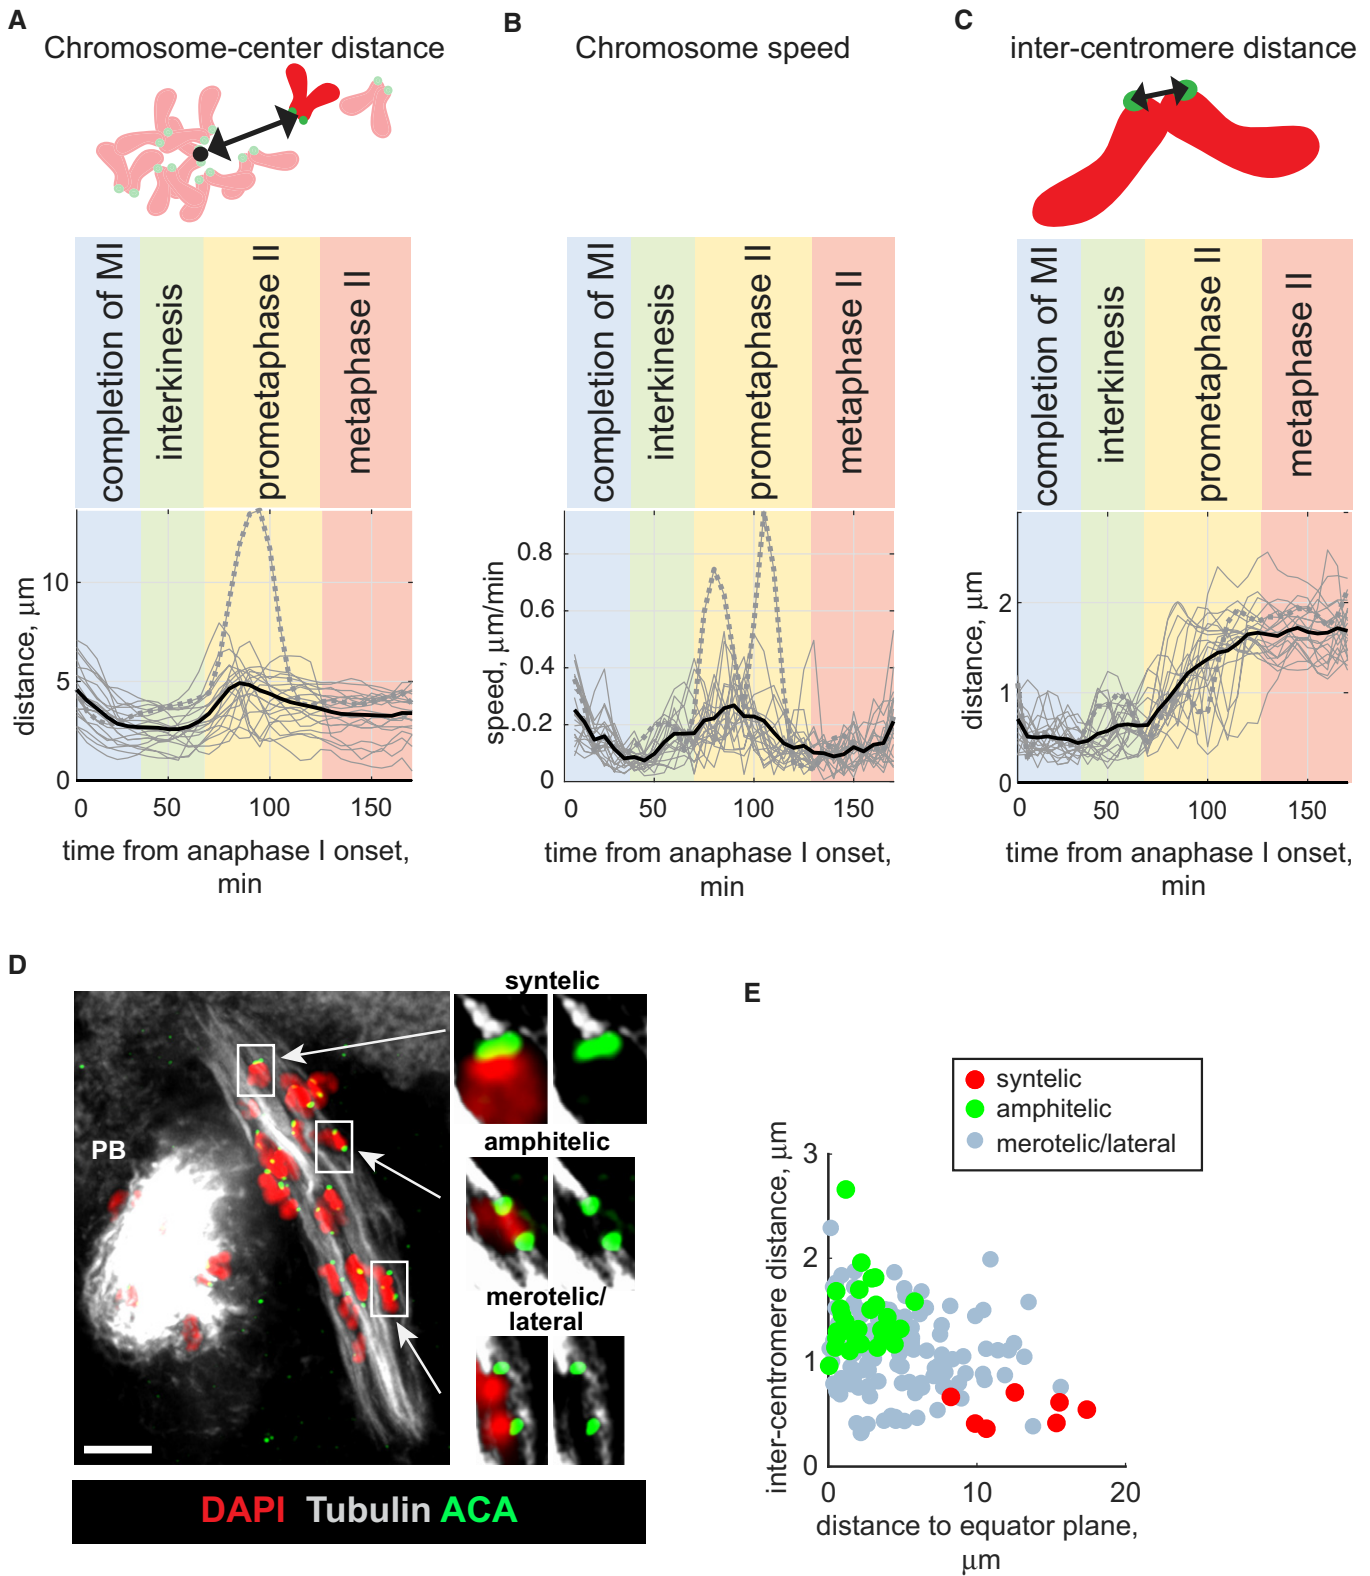 A
Chromosome-center distance
B
Chromosome speed
C
inter-centromere distance
completion of MI
interkinesis
prometaphase II
metaphase II
distance, μm
10
5
0
0
50
100
150
time from anaphase I onset,
min
completion of MI
interkinesis
prometaphase II
metaphase II
speed, μm/min
0.8
0.6
0.4
0.2
0
0
50
100
150
time from anaphase I onset,
min
completion of MI
interkinesis
prometaphase II
metaphase II
distance, μm
2
1
0
0
50
100
150
time from anaphase I onset,
min
D
PB
syntelic
amphitelic
merotelic/
lateral
DAPI Tubulin ACA
E
syntelic
amphitelic
merotelic/lateral
inter-centromere distance, μm
3
2
1
0
0
10
20
distance to equator plane,
μm